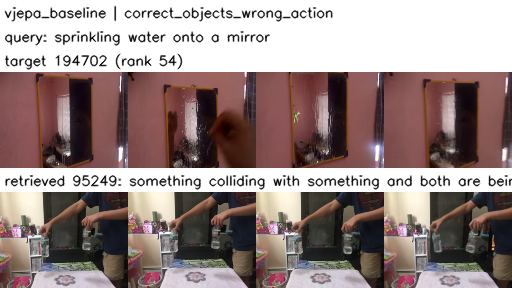 vjepa_baseline | correct_objects_wrong_action
query: sprinkling water onto a mirror
target 194702 (rank 54)
retrieved 95249: something colliding with something and both are bein